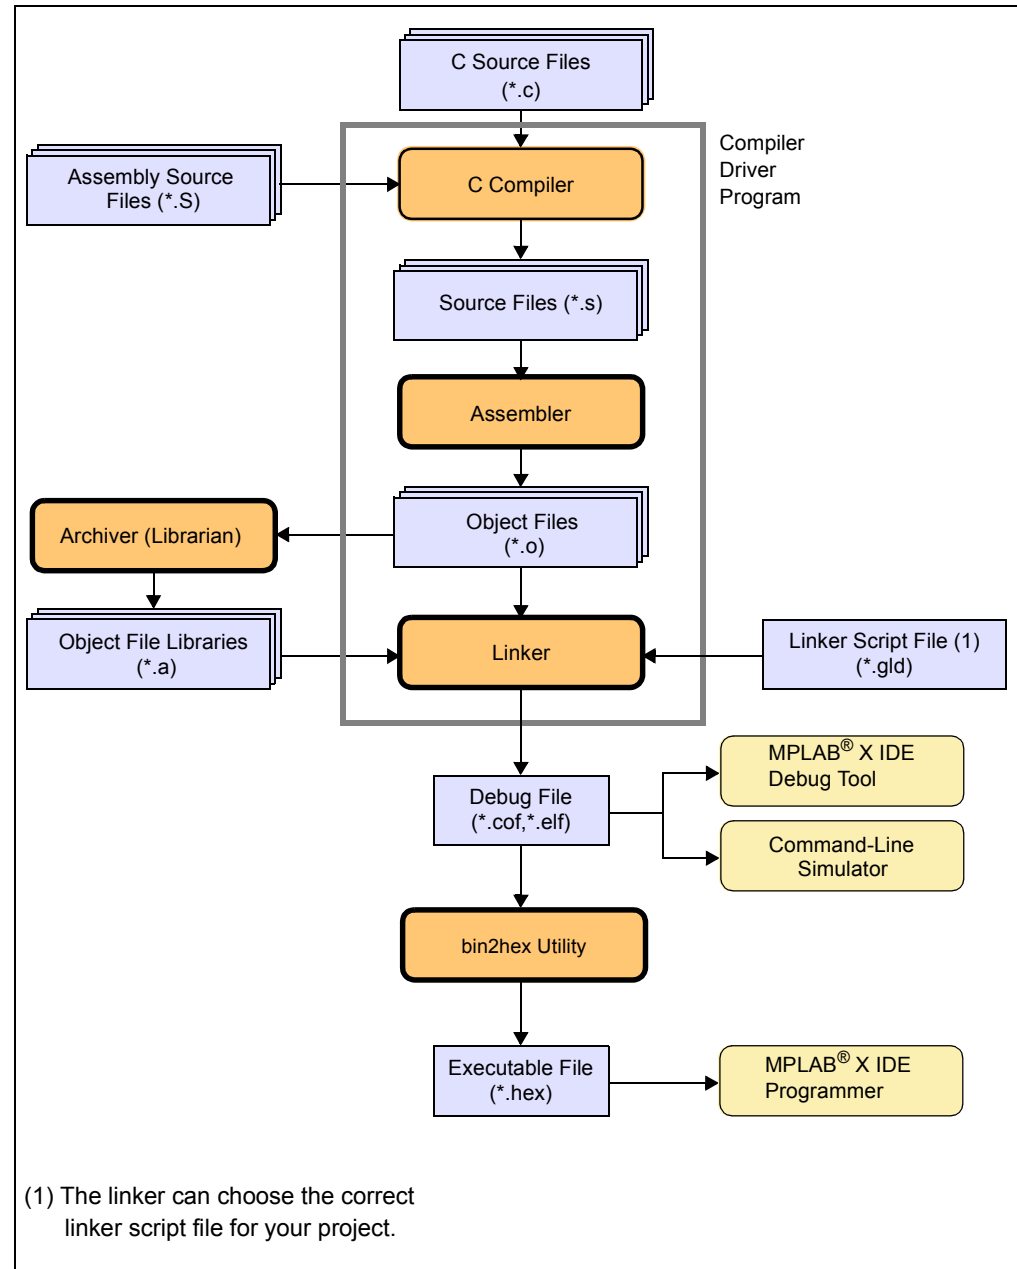 C Source Files
(*.c)
Compiler
Driver
Program
Assembly Source
Files (*.S)
C Compiler
Source Files (*.s)
Assembler
Archiver (Librarian)
Object Files
(*.o)
Object File Libraries
(*.a)
Linker
Linker Script File (1)
(*.gld)
Debug File
(*.cof,*.elf)
MPLAB® X IDE
Debug Tool
Command-Line
Simulator
bin2hex Utility
Executable File
(*.hex)
MPLAB® X IDE
Programmer
(1) The linker can choose the correct
linker script file for your project.